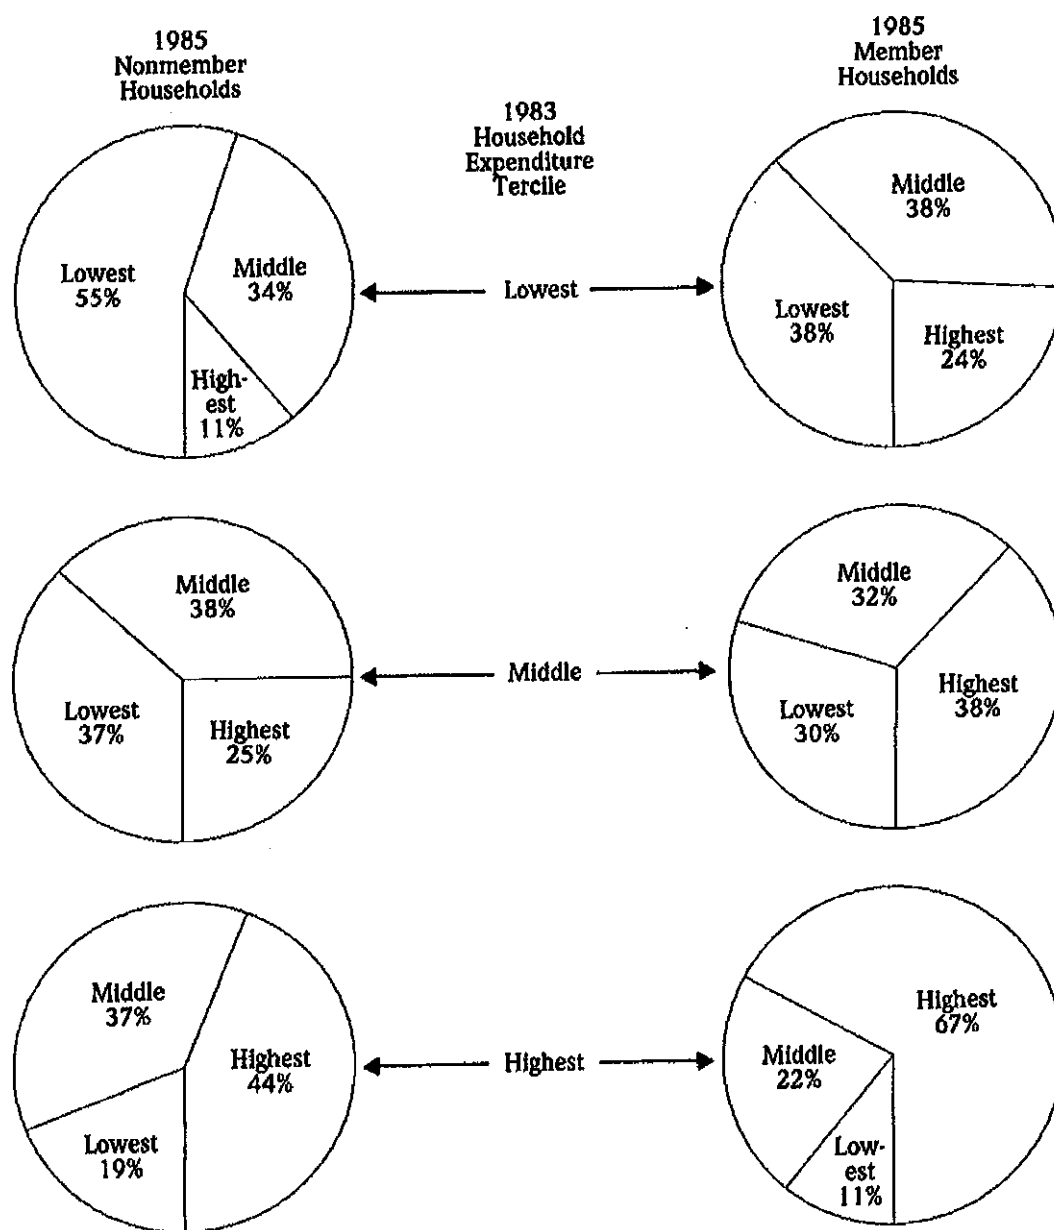 1985
Nonmember
Households
1983
Household
Expenditure
Tercile
1985
Member
Households
Lowest
55%
Middle
34%
High-
est
11%
Lowest
Middle
38%
Lowest
38%
Highest
24%
Middle
38%
Lowest
37%
Highest
25%
Middle
Middle
32%
Lowest
30%
Highest
38%
Middle
37%
Highest
44%
Lowest
19%
Highest
Highest
67%
Middle
22%
Low-
est
11%